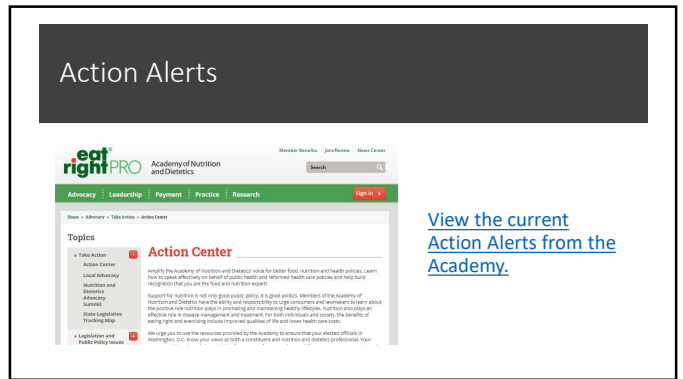 Action Alerts
Member Benefits Join/Renew News Center
eat
right PRO
Academy of Nutrition
and Dietetics
Search
Advocacy Leadership Payment Practice Research Sign In >
Home > Advocacy > Take Action > Action Center
Topics
Take Action
Action Center
Local Advocacy
Nutrition and
Dietetics
Advocacy
Summit
State Legislative
Tracking Map
Legislation and
Public Policy Issues
Action Center
Amplify the Academy of Nutrition and Dietetics' voice for better food, nutrition and health policies. Learn
how to speak effectively on behalf of public health and reformed health care policies and help build
recognition that you are the food and nutrition expert!
Support for nutrition is not only good public policy, it is good politics. Members of the Academy of
Nutrition and Dietetics have the ability and responsibility to urge consumers and lawmakers to learn about
the positive role nutrition plays in promoting and maintaining healthy lifestyles. Nutrition also plays an
effective role in disease management and treatment. For both individuals and society, the benefits of
eating right and exercising include improved qualities of life and lower health care costs.
We urge you to use the resources provided by the Academy to ensure that your elected officials in
Washington, D.C. know your views as both a constituent and nutrition and dietetics professional. Your
View the current
Action Alerts from the
Academy.